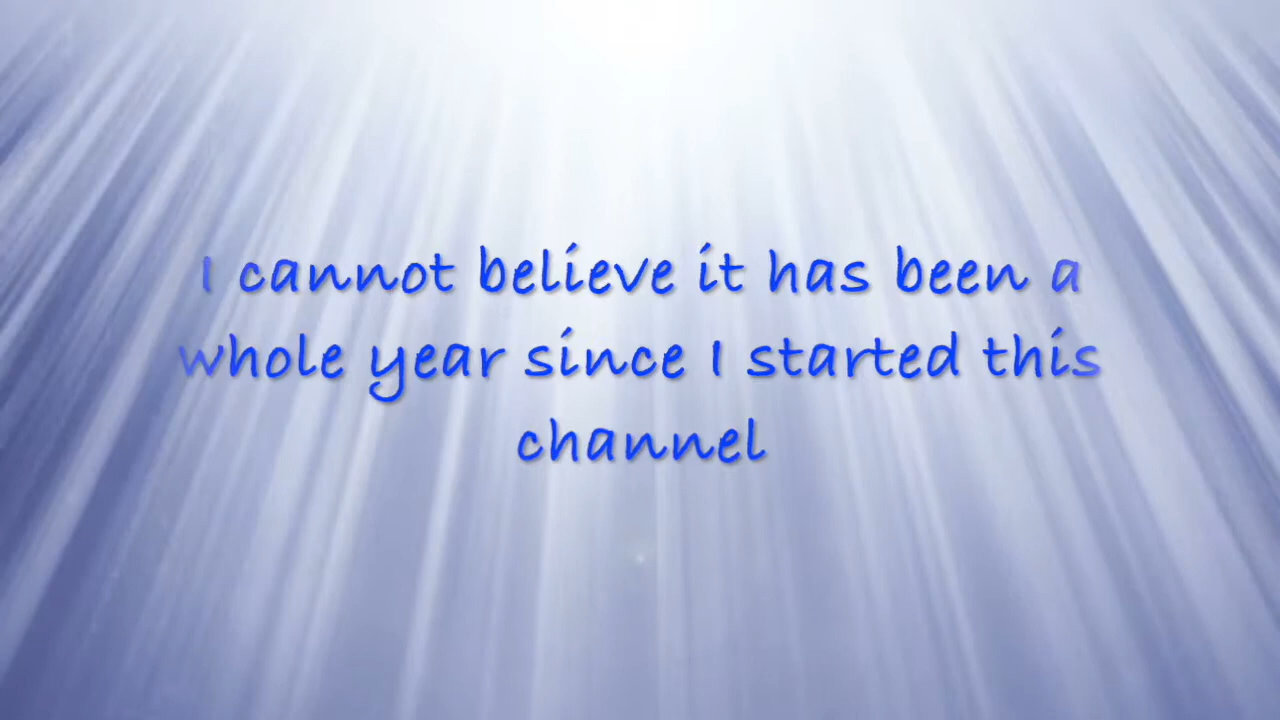 I cannot believe it has been a
whole year since I started this
channel